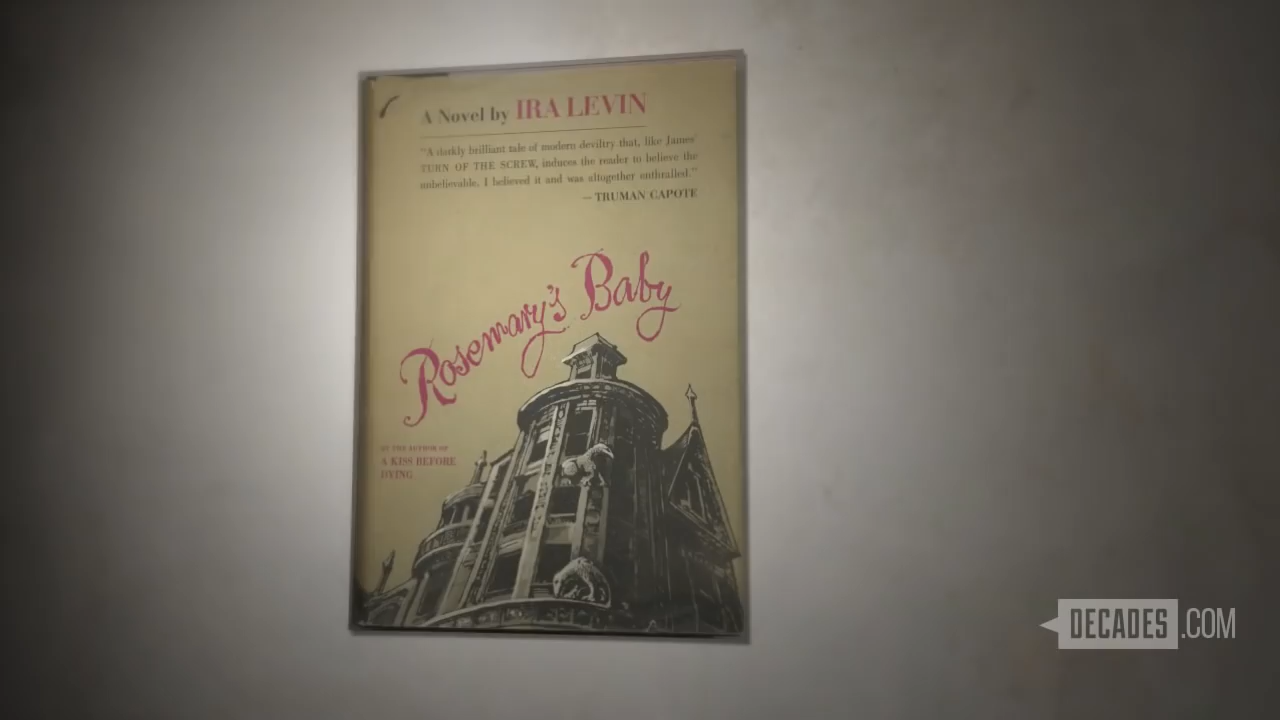 A Novel by IRA LEVIN
"A darkly brilliant tale of modern deviltry that, like James'
TURN OF THE SCREW, induces the reader to believe the
unbelievable. I believed it and was altogether enthralled."
— TRUMAN CAPOTE
Rosemary's Baby
BY THE AUTHOR OF
A KISS BEFORE
DYING
DECADES.COM